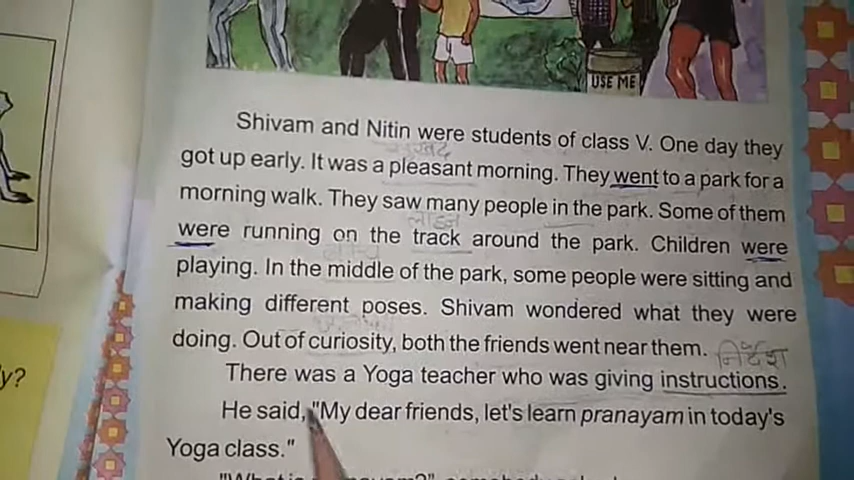 USE ME
Shivam and Nitin were students of class V. One day they
सुखद
got up early. It was a pleasant morning. They went to a park for a
morning walk. They saw many people in the park. Some of them
were running on the track around the park. Children were
playing. In the middle of the park, some people were sitting and
making different poses. Shivam wondered what they were
doing. Out of curiosity, both the friends went near them.
निर्देश
There was a Yoga teacher who was giving instructions.
He said, "My dear friends, let's learn pranayam in today's
Yoga class."
y?